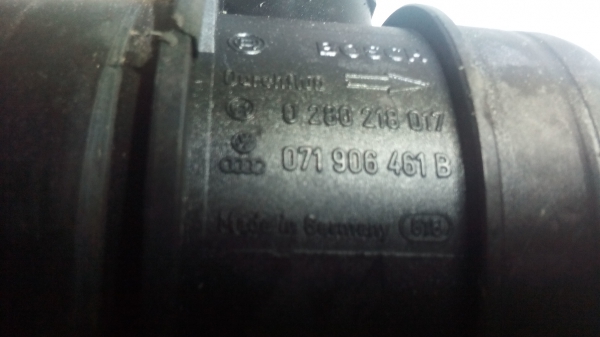 BOSCH
0 280 218 017
071 906 461 B
Made in Germany